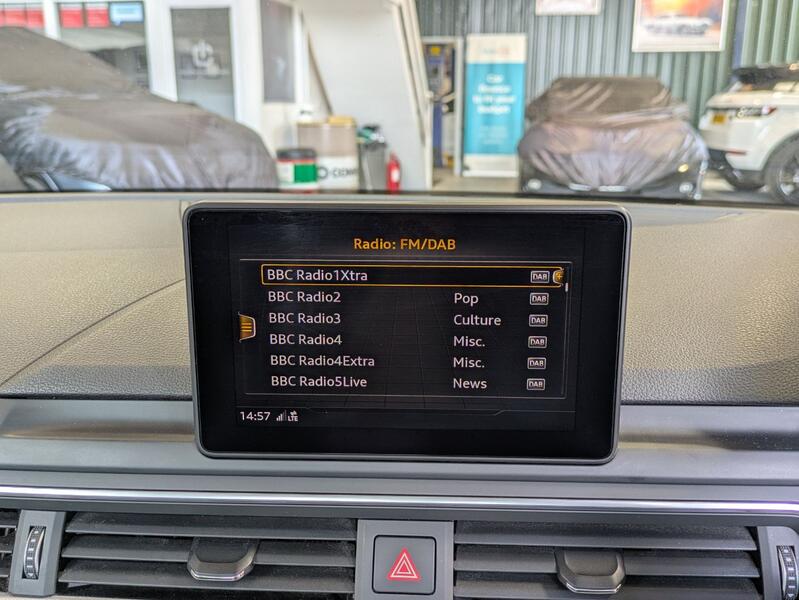 Radio: FM/DAB
BBC Radio1Xtra DAB
BBC Radio2 Pop DAB
BBC Radio3 Culture DAB
BBC Radio4 Misc. DAB
BBC Radio4Extra Misc. DAB
BBC Radio5Live News DAB
14:57 LTE